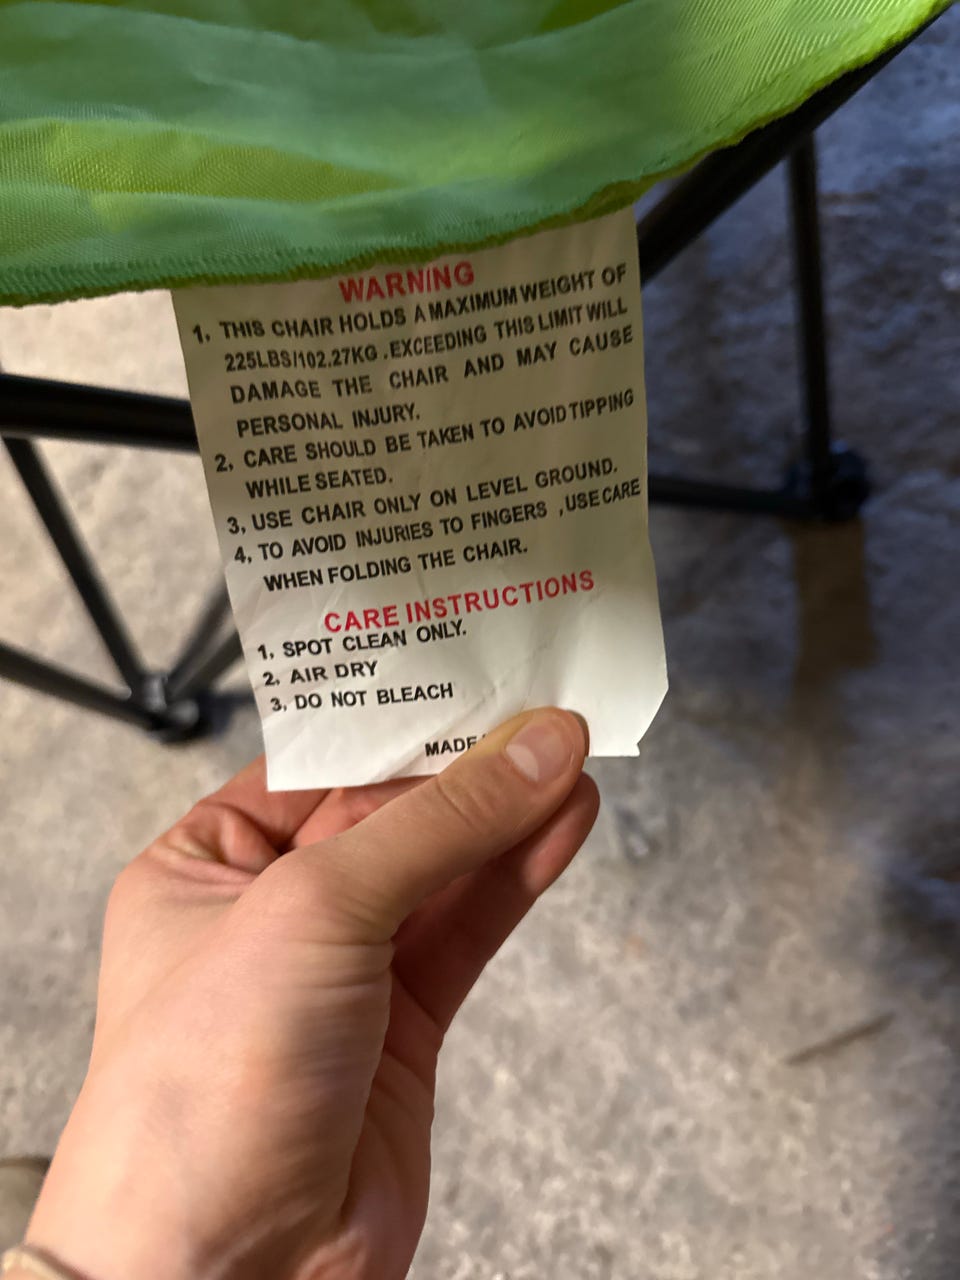 WARNING
1. THIS CHAIR HOLDS A MAXIMUM WEIGHT OF
225LBS/102.27KG .EXCEEDING THIS LIMIT WILL
DAMAGE THE CHAIR AND MAY CAUSE
PERSONAL INJURY.
2, CARE SHOULD BE TAKEN TO AVOID TIPPING
WHILE SEATED.
3, USE CHAIR ONLY ON LEVEL GROUND.
4, TO AVOID INJURIES TO FINGERS ,USE CARE
WHEN FOLDING THE CHAIR.
CARE INSTRUCTIONS
1, SPOT CLEAN ONLY.
2, AIR DRY
3, DO NOT BLEACH
MADE